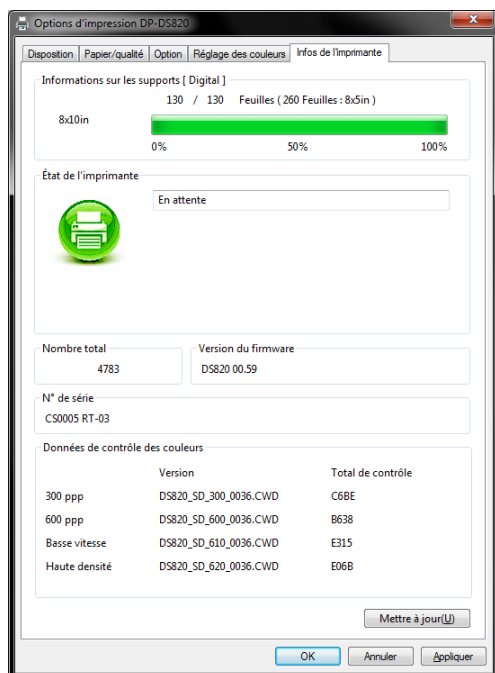 Options d'impression DP-DS820
Disposition Papier/qualité Option Réglage des couleurs Infos de l'imprimante
Informations sur les supports [ Digital ]
130 / 130 Feuilles ( 260 Feuilles : 8x5in )
8x10in
0% 50% 100%
État de l'imprimante
En attente
Nombre total Version du firmware
4783 DS820 00.59
N° de série
CS0005 RT-03
Données de contrôle des couleurs
Version Total de contrôle
300 ppp DS820_SD_300_0036.CWD C6BE
600 ppp DS820_SD_600_0036.CWD B638
Basse vitesse DS820_SD_610_0036.CWD E315
Haute densité DS820_SD_620_0036.CWD E06B
Mettre à jour(U)
OK Annuler Appliquer